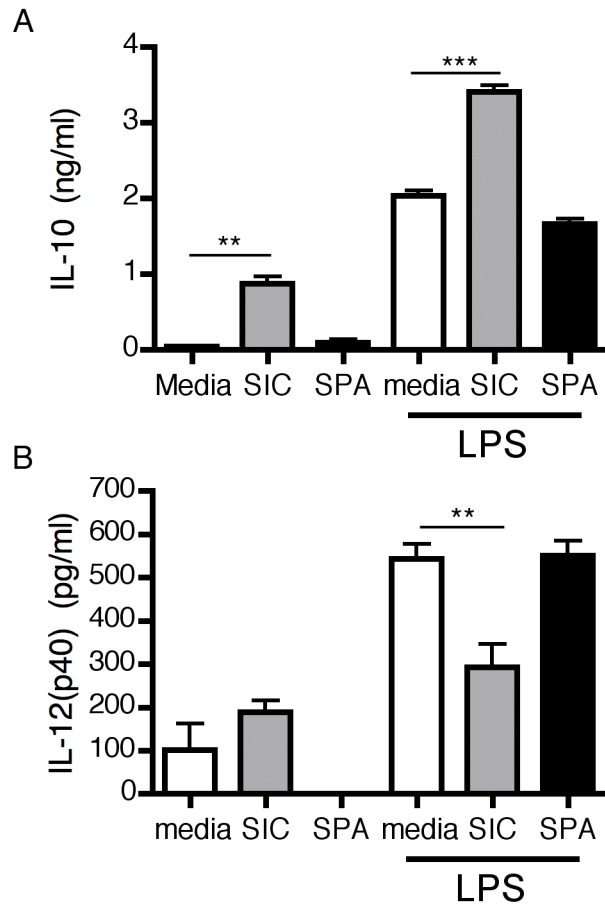 A
4
3
2
1
0
IL-10 (ng/ml)
**
***
Media SIC SPA media SIC SPA
LPS
B
700
600
500
400
300
200
100
0
IL-12(p40) (pg/ml)
**
media SIC SPA media SIC SPA
LPS